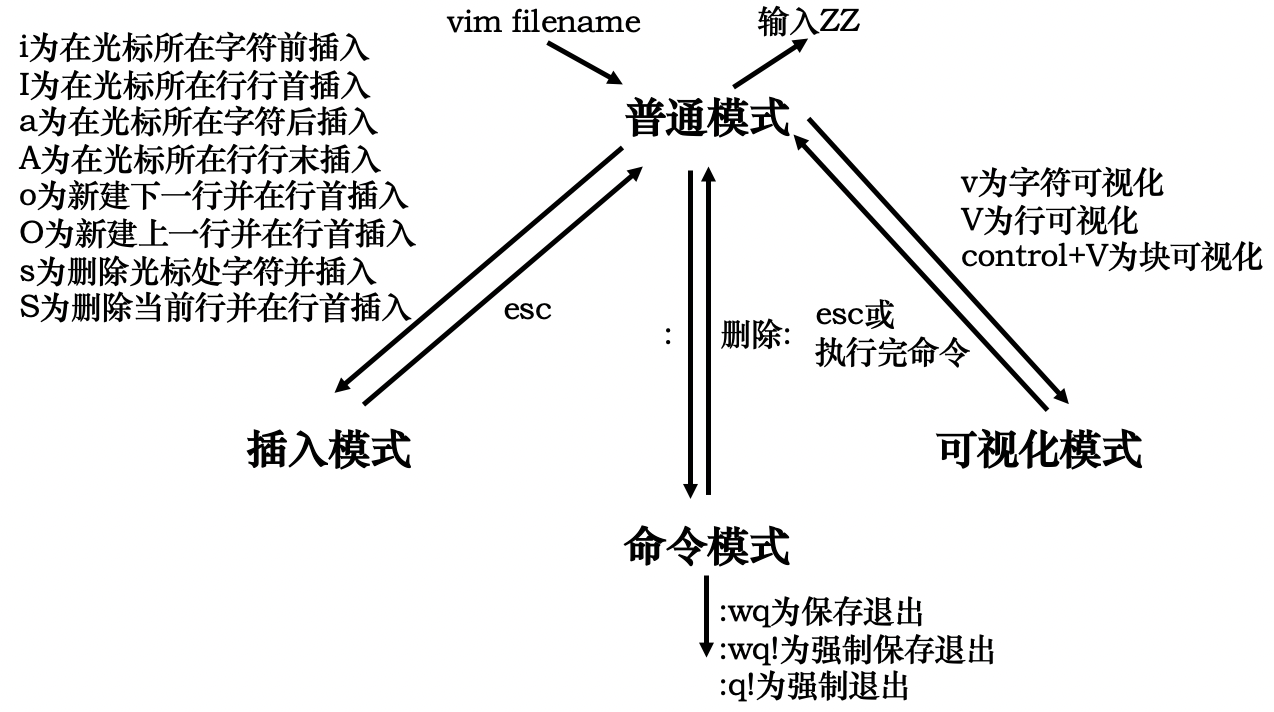 vim filename
输入ZZ
i为在光标所在字符前插入
I为在光标所在行行首插入
a为在光标所在字符后插入
A为在光标所在行行末插入
o为新建下一行并在行首插入
O为新建上一行并在行首插入
s为删除光标处字符并插入
S为删除当前行并在行首插入
普通模式
v为字符可视化
V为行可视化
control+V为块可视化
esc
:
删除:
esc或
执行完命令
插入模式
可视化模式
命令模式
:wq为保存退出
:wq!为强制保存退出
:q!为强制退出